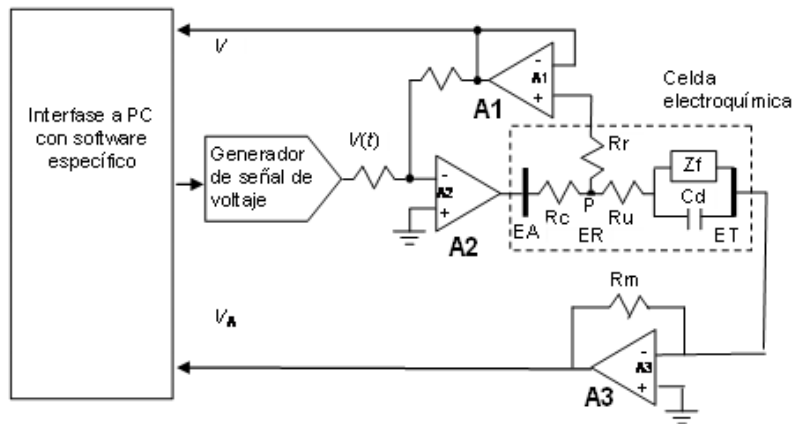 V
Interfase a PC
con software
específico
Generador
de señal de
voltaje
V(t)
-
A1
+
A1
Celda
electroquímica
Rr
-
A2
+
A2
EA
Rc
P
ER
Ru
Zf
Cd
ET
VA
Rm
-
A3
+
A3